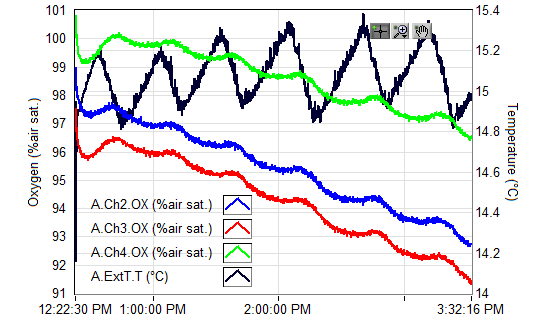 101
100
99
98
97
96
95
94
93
92
91
Oxygen (%air sat.)
15.4
15.2
15
14.8
14.6
14.4
14.2
14
Temperature (°C)
A.Ch2.OX (%air sat.)
A.Ch3.OX (%air sat.)
A.Ch4.OX (%air sat.)
A.ExtT.T (°C)
12:22:30 PM
1:00:00 PM
2:00:00 PM
3:32:16 PM